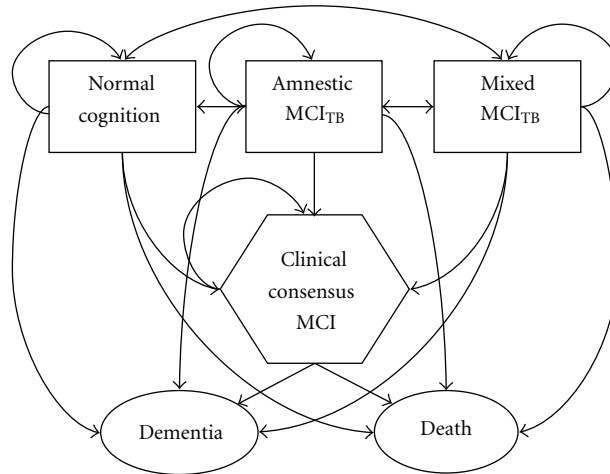 Normal
cognition
Amnestic
MCI_TB
Mixed
MCI_TB
Clinical
consensus
MCI
Dementia
Death